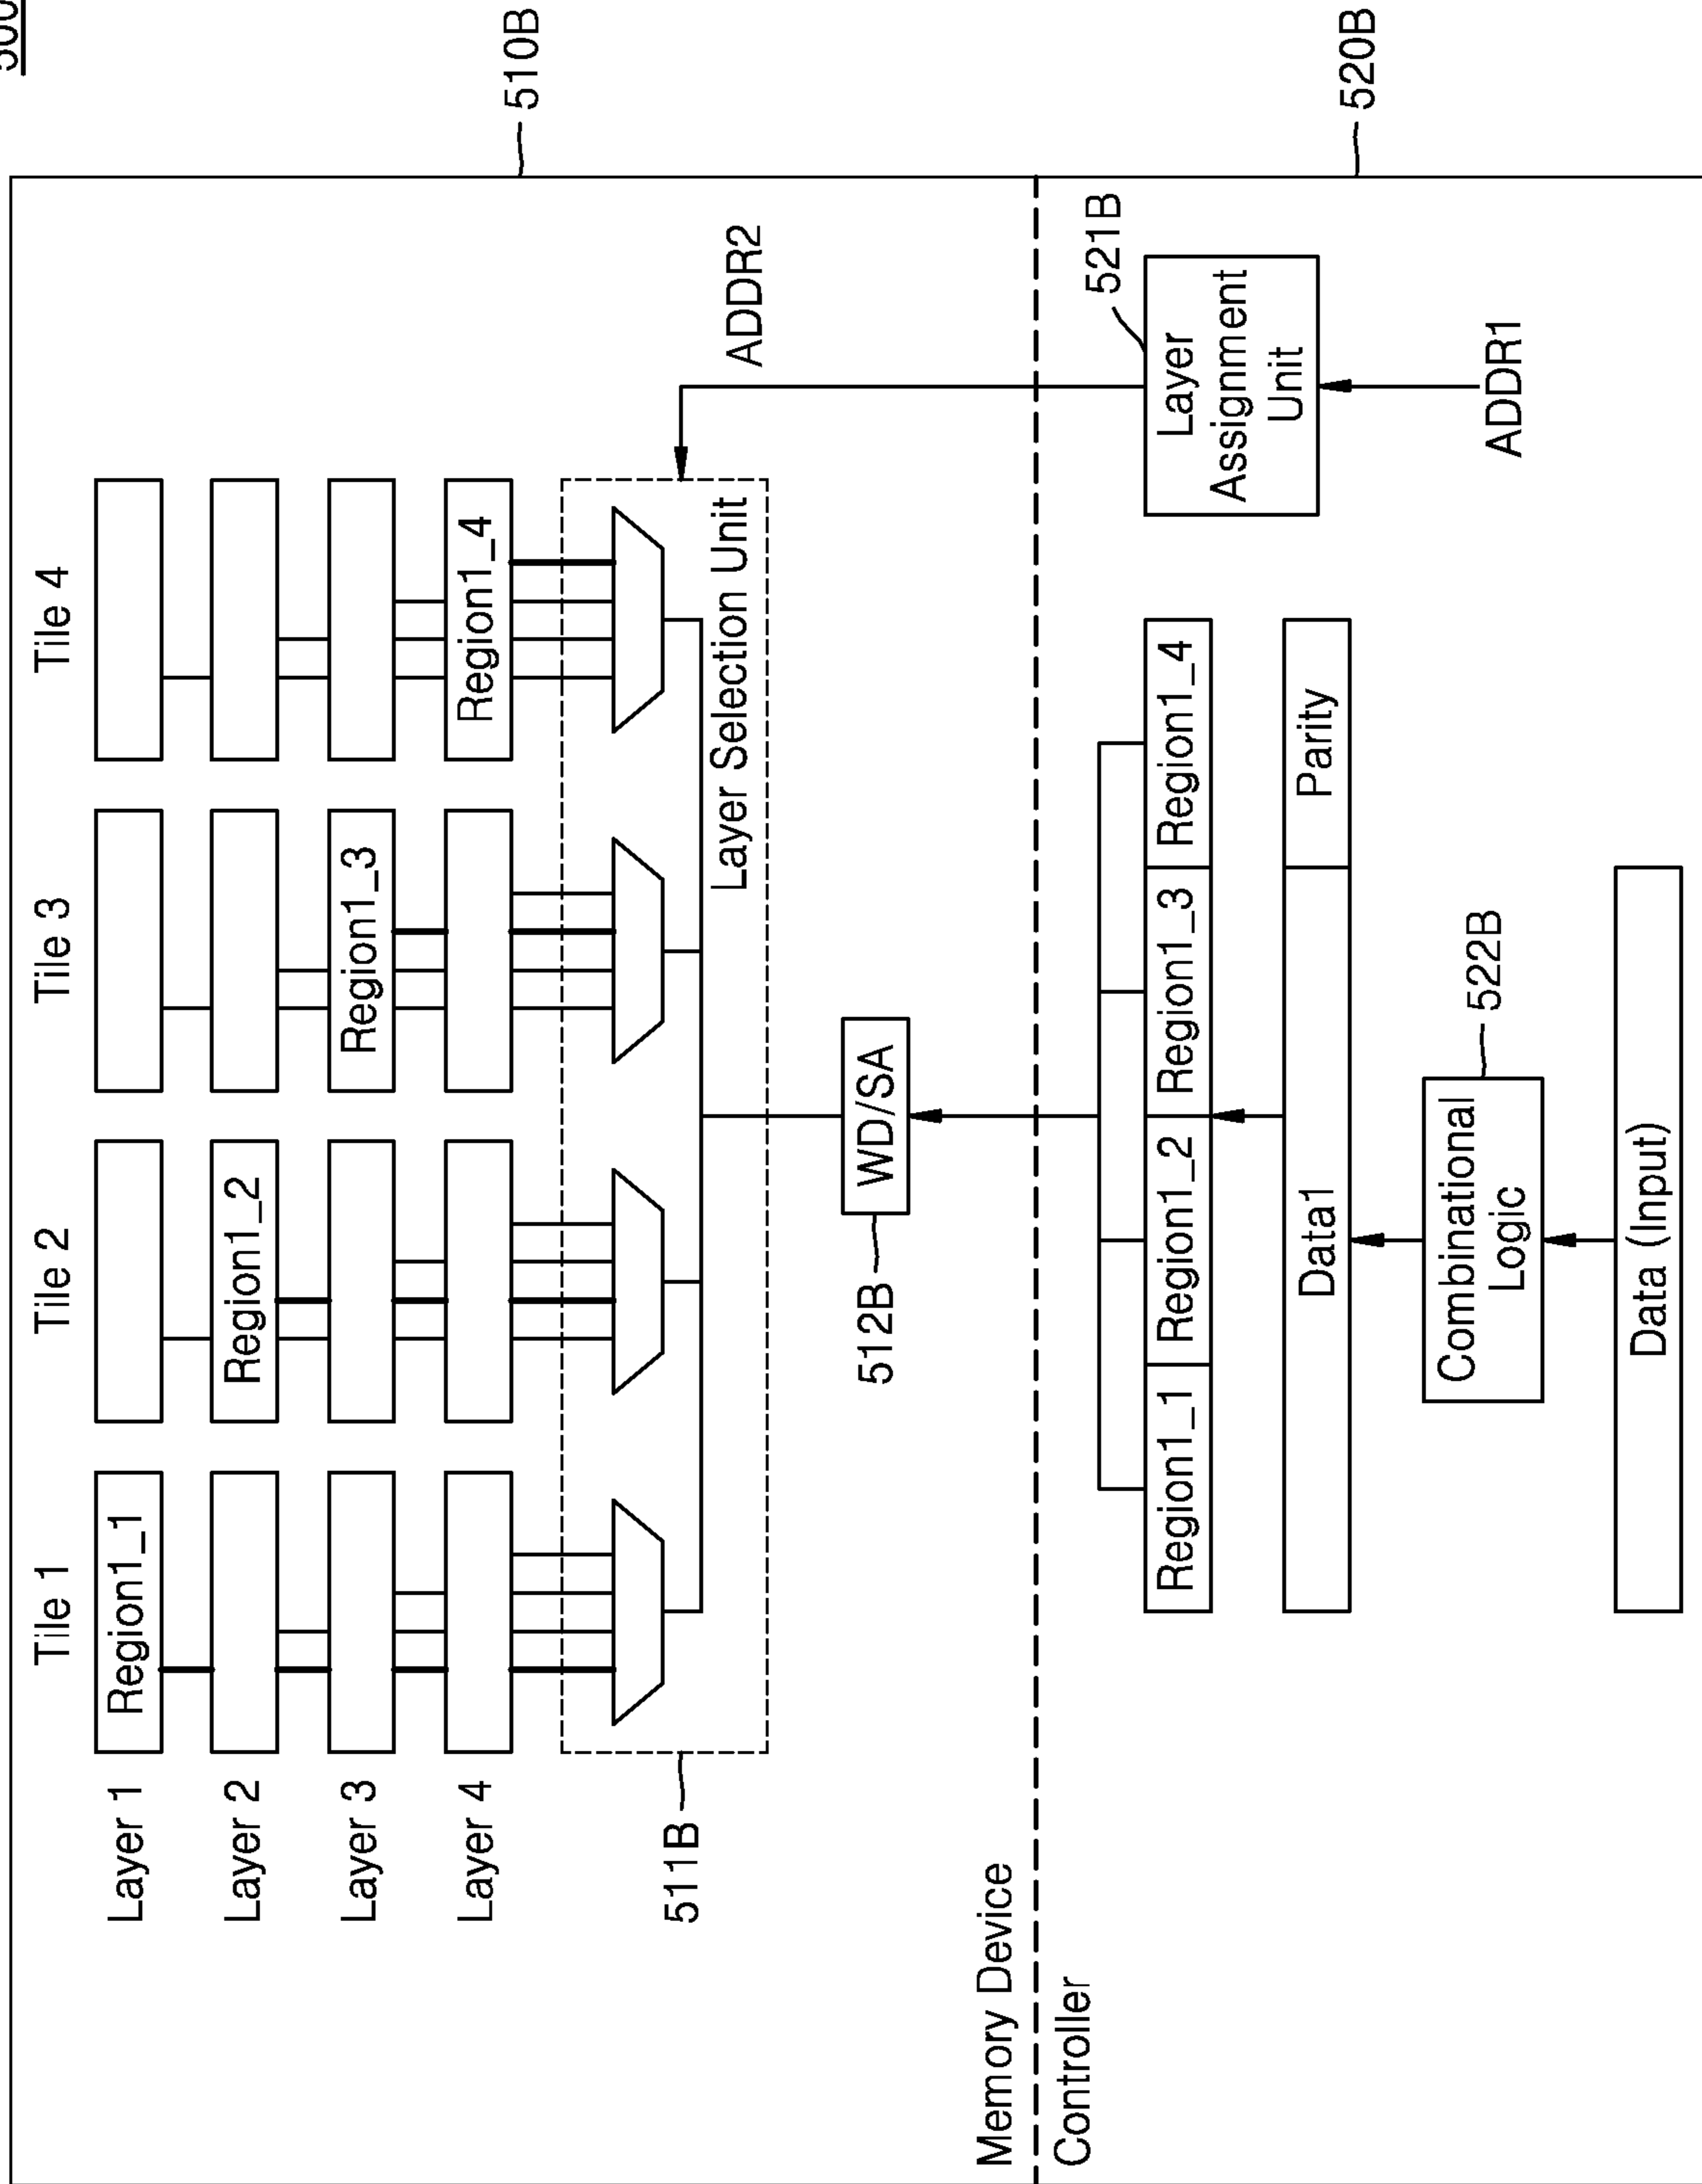 510B
Tile 1
Tile 2
Tile 3
Tile 4
Layer 1
Region1_1
Layer 2
Region1_2
Layer 3
Region1_3
Layer 4
Region1_4
511B
Layer Selection Unit
ADDR2
512B
WD/SA
Memory Device
Controller
520B
521B
Layer
Assignment
Unit
ADDR1
Region1_1
Region1_2
Region1_3
Region1_4
Data1
Parity
Combinational
Logic
522B
Data (Input)